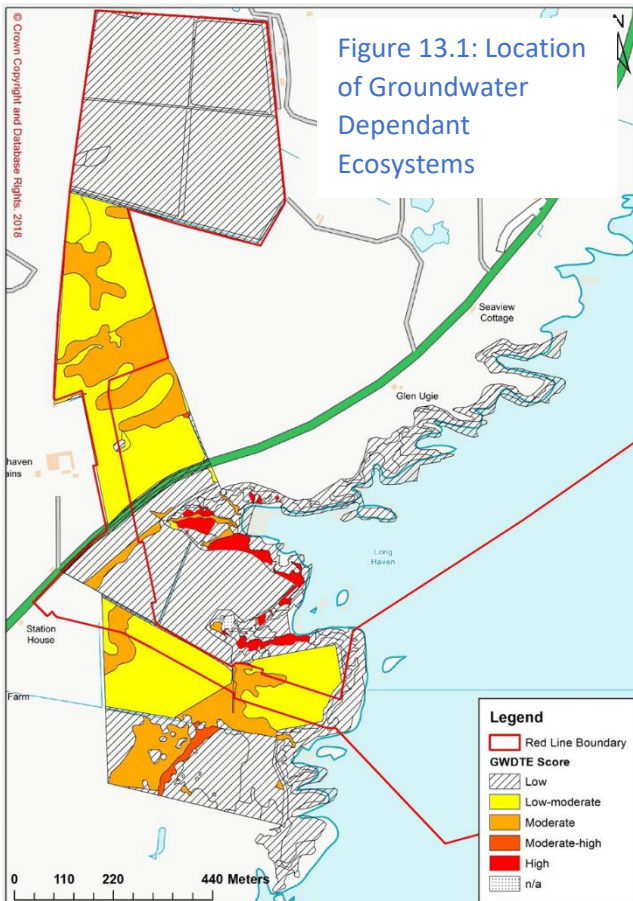 © Crown Copyright and Database Rights, 2018
Figure 13.1: Location
of Groundwater
Dependant
Ecosystems
Z
Seaview
Cottage
Glen Ugie
haven
ains
Long
Haven
Station
House
Farm
Legend
Red Line Boundary
GWDTE Score
Low
Low-moderate
Moderate
Moderate-high
High
n/a
0 110 220 440 Meters